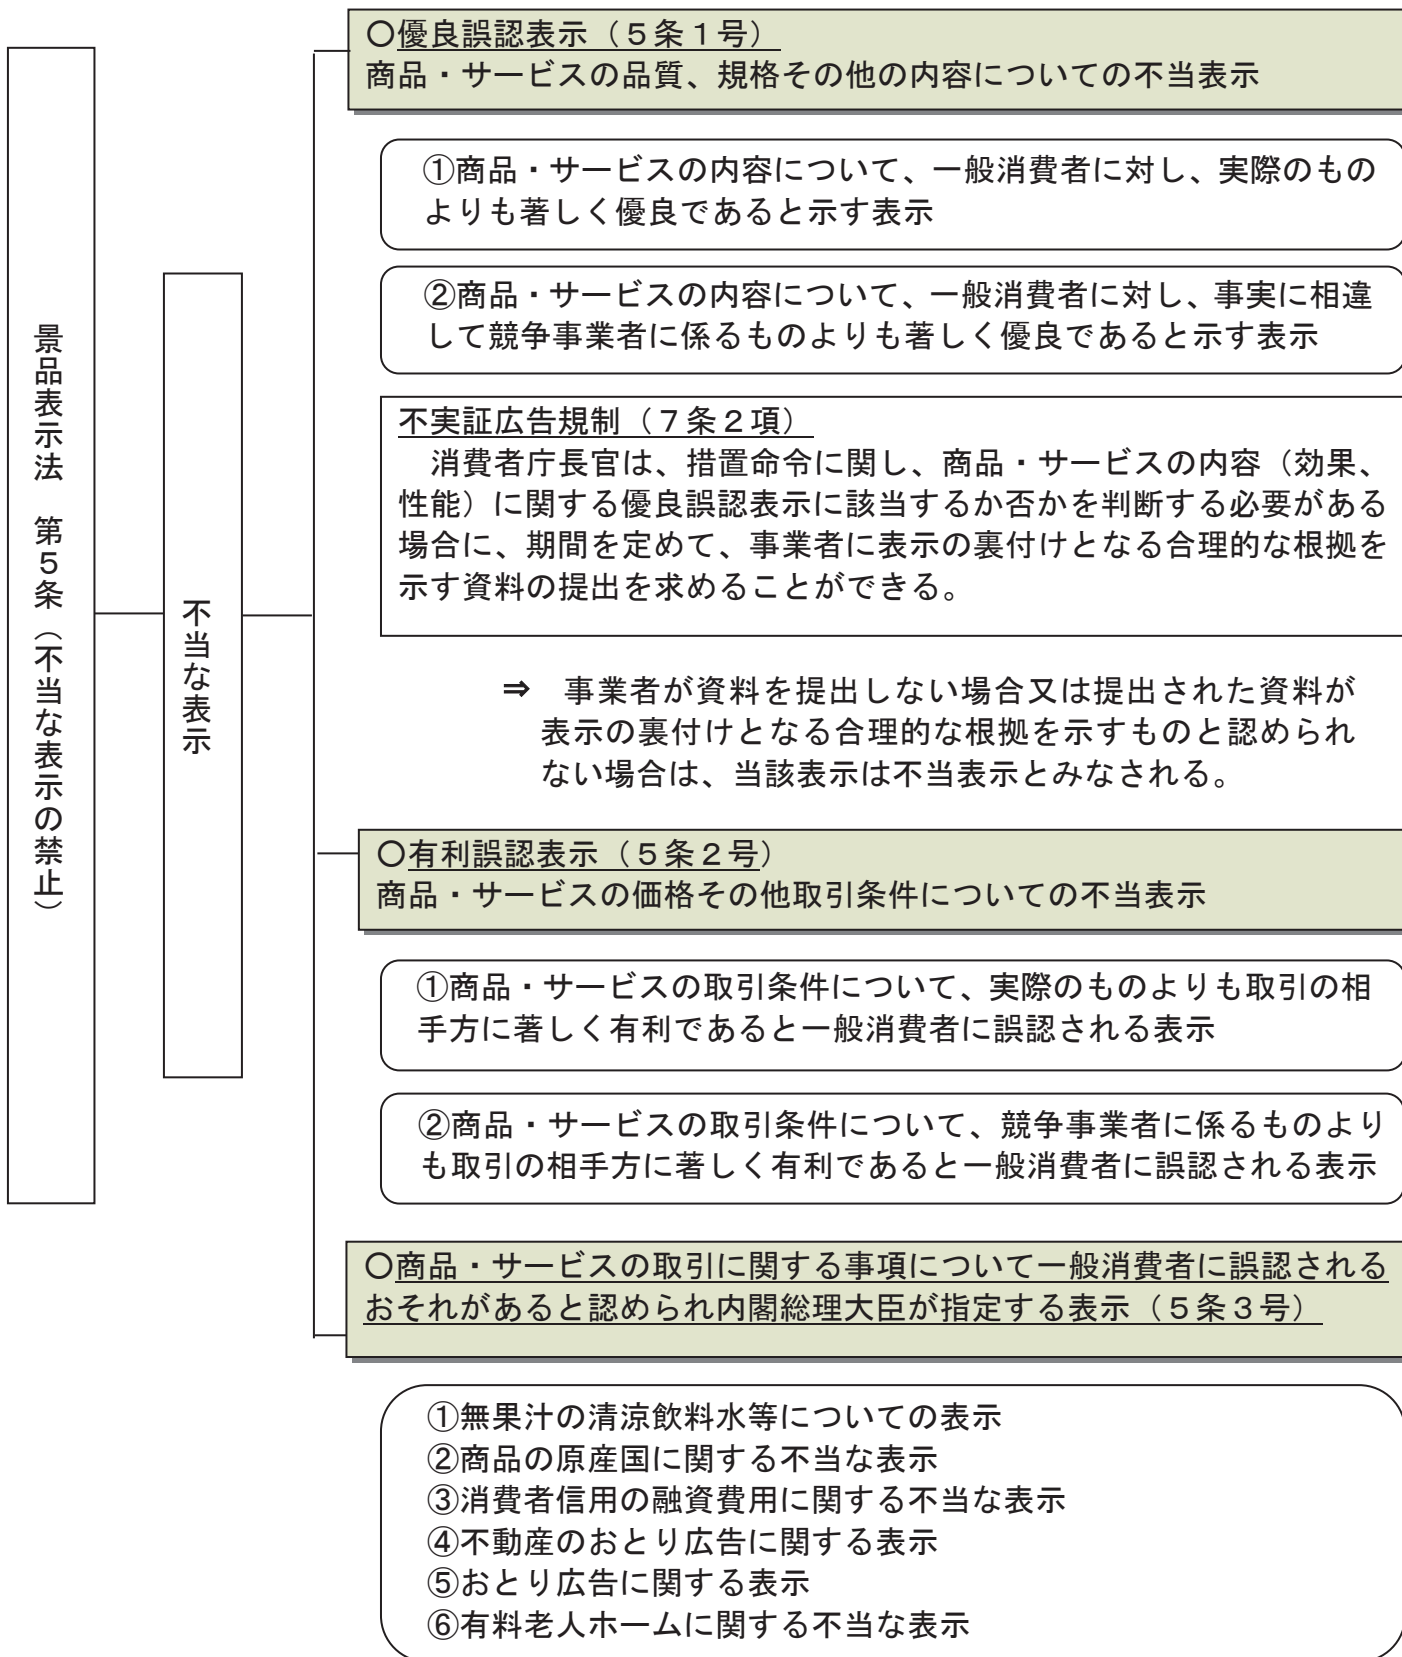 景品表示法　第５条（不当な表示の禁止）
不当な表示
〇優良誤認表示（５条１号）
商品・サービスの品質、規格その他の内容についての不当表示
①商品・サービスの内容について、一般消費者に対し、実際のもの
よりも著しく優良であると示す表示
②商品・サービスの内容について、一般消費者に対し、事実に相違
して競争事業者に係るものよりも著しく優良であると示す表示
不実証広告規制（７条２項）
　消費者庁長官は、措置命令に関し、商品・サービスの内容（効果、
性能）に関する優良誤認表示に該当するか否かを判断する必要がある
場合に、期間を定めて、事業者に表示の裏付けとなる合理的な根拠を
示す資料の提出を求めることができる。
⇒　事業者が資料を提出しない場合又は提出された資料が
表示の裏付けとなる合理的な根拠を示すものと認められ
ない場合は、当該表示は不当表示とみなされる。
〇有利誤認表示（５条２号）
商品・サービスの価格その他取引条件についての不当表示
①商品・サービスの取引条件について、実際のものよりも取引の相
手方に著しく有利であると一般消費者に誤認される表示
②商品・サービスの取引条件について、競争事業者に係るものより
も取引の相手方に著しく有利であると一般消費者に誤認される表示
〇商品・サービスの取引に関する事項について一般消費者に誤認される
おそれがあると認められ内閣総理大臣が指定する表示（５条３号）
①無果汁の清涼飲料水等についての表示
②商品の原産国に関する不当な表示
③消費者信用の融資費用に関する不当な表示
④不動産のおとり広告に関する表示
⑤おとり広告に関する表示
⑥有料老人ホームに関する不当な表示